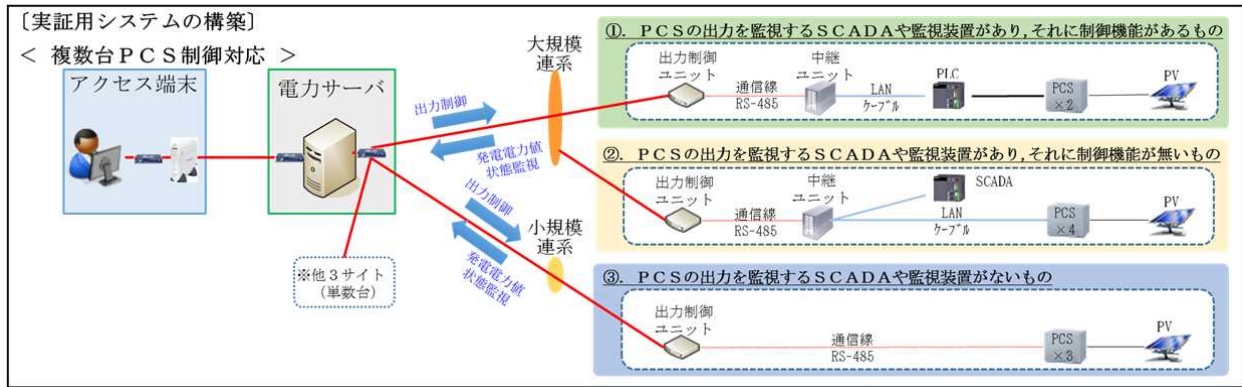 〔実証用システムの構築〕
< 複数台PCS制御対応 >
アクセス端末
電力サーバ
※他3サイト
(単数台)
出力制御
発電電力値
状態監視
出力制御
発電電力値
状態監視
大規模
連系
小規模
連系
①. PCSの出力を監視するSCADAや監視装置があり,それに制御機能があるもの
出力制御
ユニット
通信線
RS-485
中継
ユニット
LAN
ケーブル
PLC
PCS
×2
PV
②. PCSの出力を監視するSCADAや監視装置があり,それに制御機能が無いもの
出力制御
ユニット
通信線
RS-485
中継
ユニット
SCADA
LAN
ケーブル
PCS
×4
PV
③. PCSの出力を監視するSCADAや監視装置がないもの
出力制御
ユニット
通信線
RS-485
PCS
×3
PV